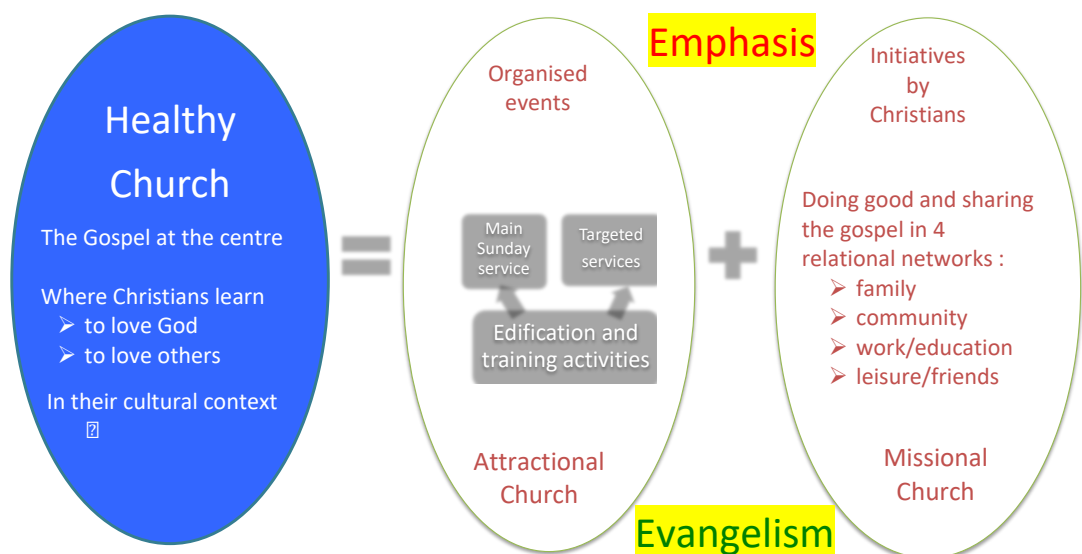 Emphasis
Healthy
Church
The Gospel at the centre
Where Christians learn
➢ to love God
➢ to love others
In their cultural context
=
Organised
events
Main
Sunday
service
Targeted
services
Edification and
training activities
Attractional
Church
+
Initiatives
by
Christians
Doing good and sharing
the gospel in 4
relational networks :
➢ family
➢ community
➢ work/education
➢ leisure/friends
Missional
Church
Evangelism